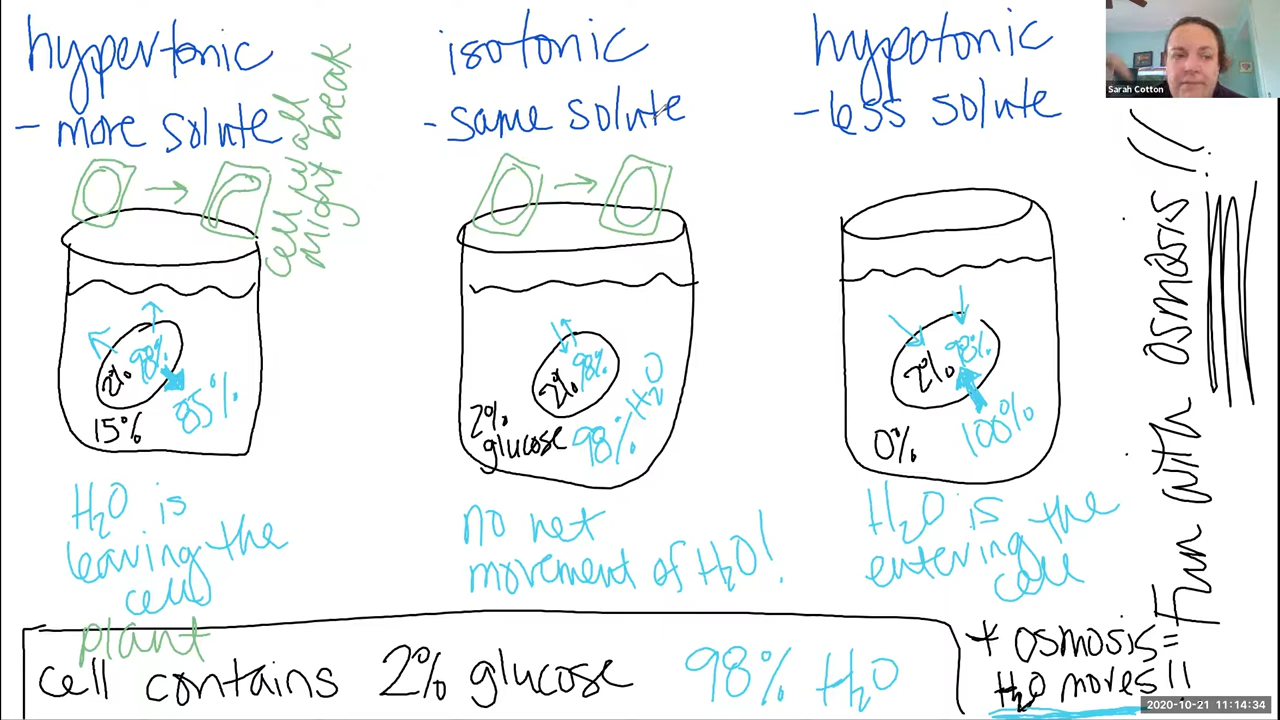 hypertonic
- more solute
cell wall
might break
15%
2%
98%
85%
H2O is
leaving the
cell
isotonic
- same solute
2%
98%
2%
glucose
98% H2O
no net
movement of H2O!
hypotonic
- less solute
2%
98%
0%
100%
H2O is
entering the
cell
Sarah Cotton
Fun with osmosis!!
plant
cell contains 2% glucose 98% H2O
+ osmosis=
H2O moves!!
2020-10-21 11:14:34